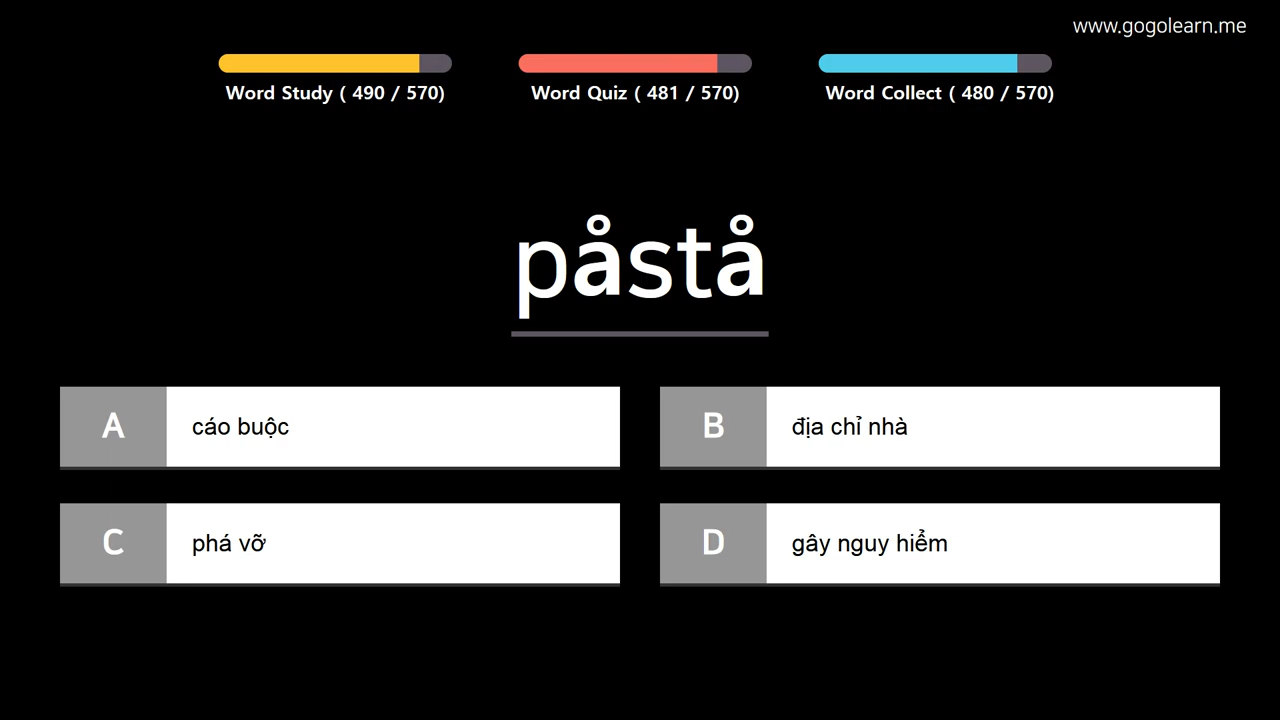 www.gogolearn.me
Word Study ( 490 / 570)
Word Quiz ( 481 / 570)
Word Collect ( 480 / 570)
påstå
A cáo buộc
B địa chỉ nhà
C phá vỡ
D gây nguy hiểm